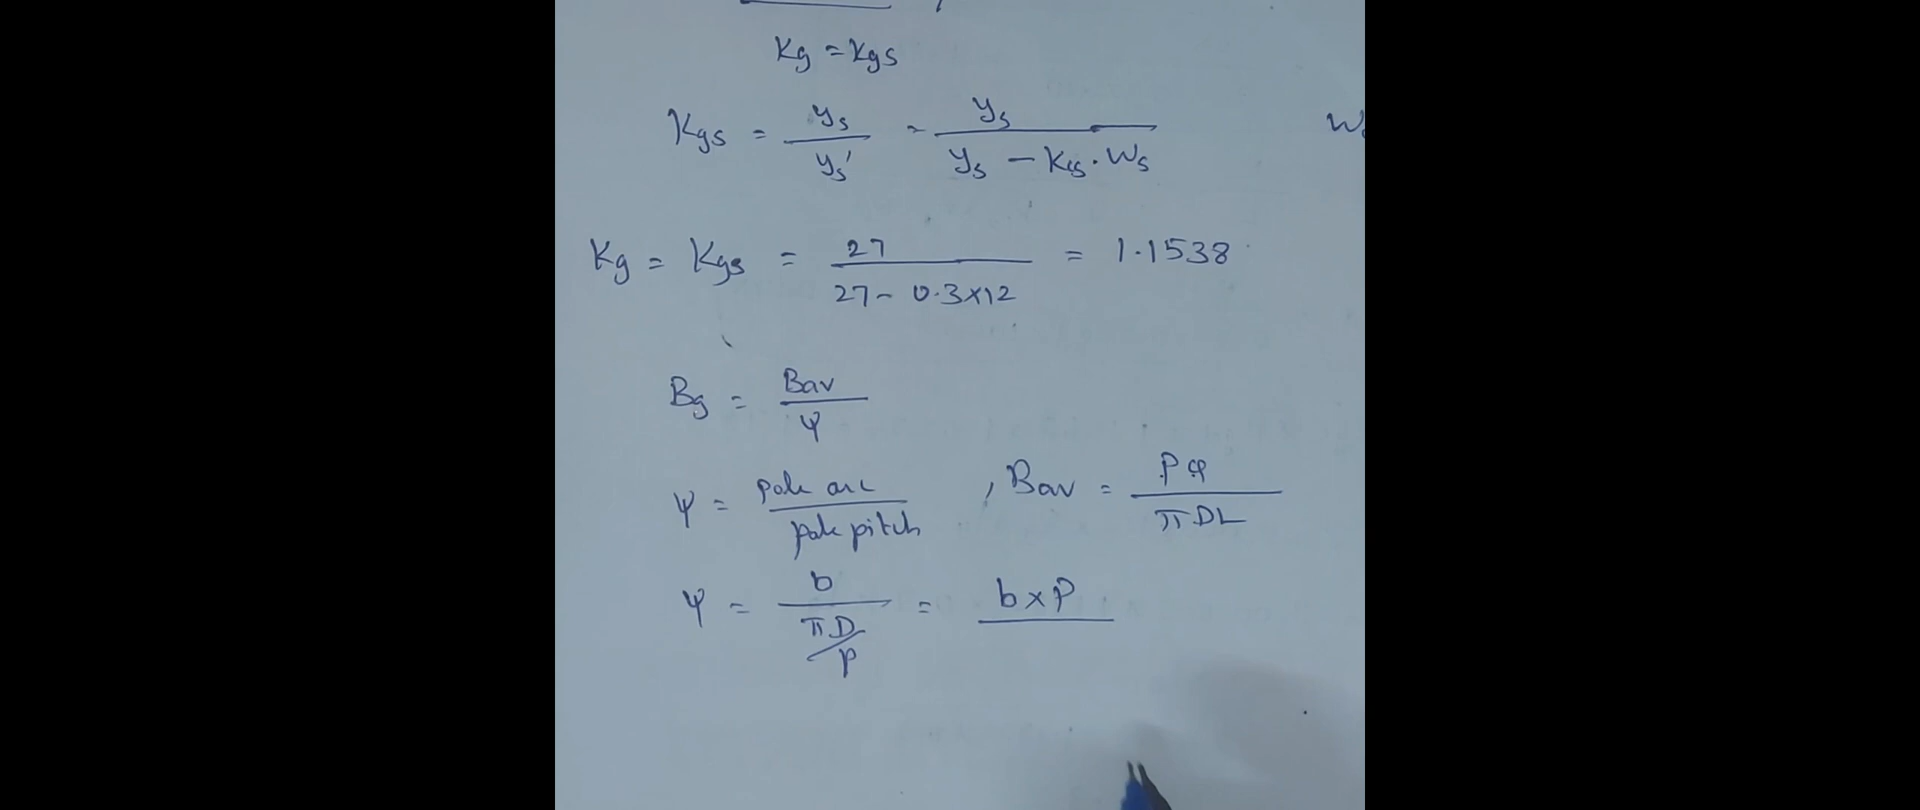 Kg = Kgs
Kgs = ys / ys' = ys / (ys - Kcs · Ws)
Kg = Kgs = 27 / (27 - 0.3×12) = 1.1538
Bg = Bav / ψ
ψ = pole arc / pole pitch , Bav = Pφ / πDL
ψ = b / (πD/P) = b×P